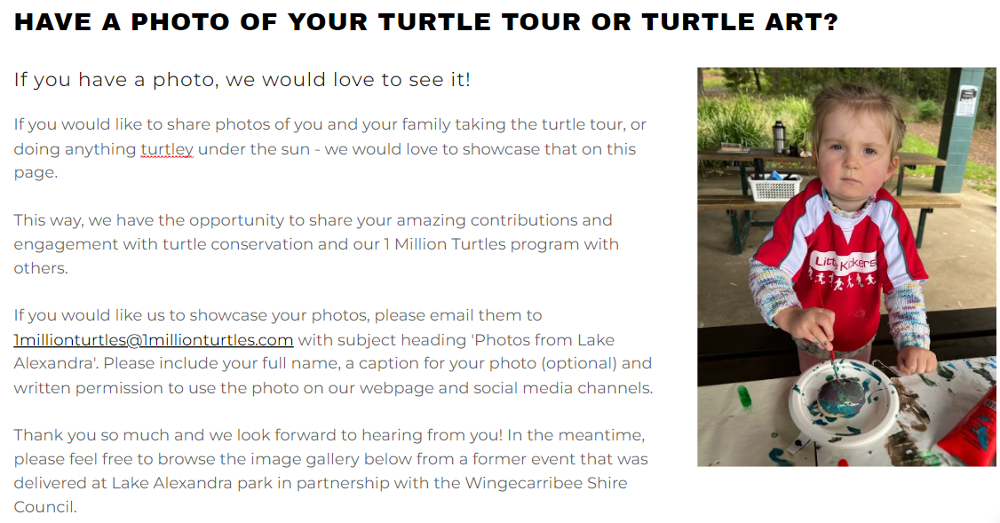 HAVE A PHOTO OF YOUR TURTLE TOUR OR TURTLE ART?
If you have a photo, we would love to see it!
If you would like to share photos of you and your family taking the turtle tour, or
doing anything turtley under the sun - we would love to showcase that on this
page.
This way, we have the opportunity to share your amazing contributions and
engagement with turtle conservation and our 1 Million Turtles program with
others.
If you would like us to showcase your photos, please email them to
1millionturtles@1millionturtles.com with subject heading 'Photos from Lake
Alexandra'. Please include your full name, a caption for your photo (optional) and
written permission to use the photo on our webpage and social media channels.
Thank you so much and we look forward to hearing from you! In the meantime,
please feel free to browse the image gallery below from a former event that was
delivered at Lake Alexandra park in partnership with the Wingecarribee Shire
Council.
Little Kickers